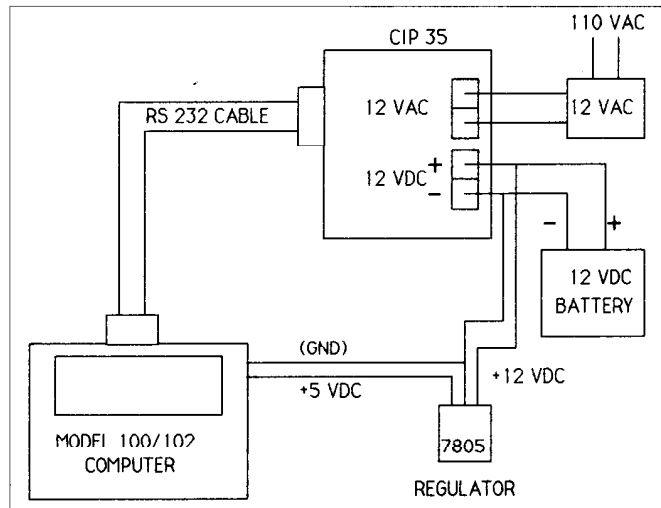 CIP 35
110 VAC
12 VAC
12 VAC
RS 232 CABLE
+
12 VDC
-
- +
12 VDC
BATTERY
(GND)
+5 VDC
+12 VDC
MODEL 100/102
COMPUTER
7805
REGULATOR